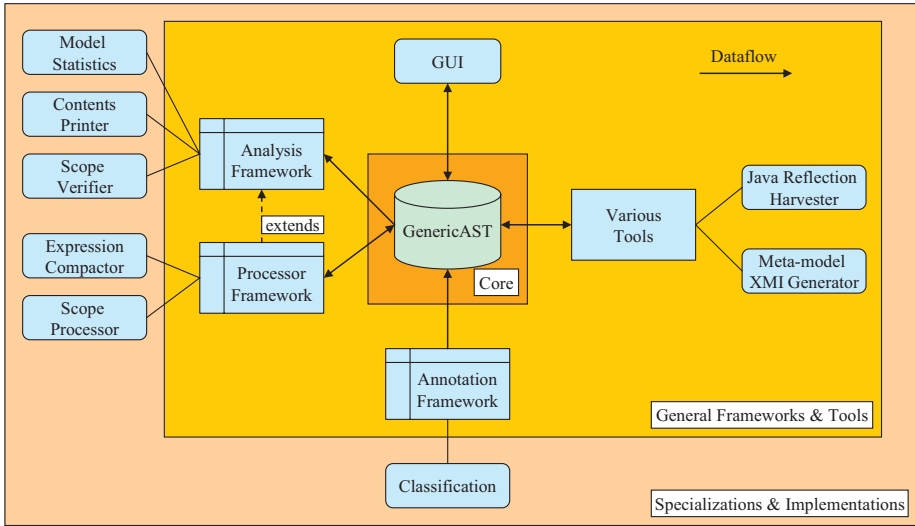 Model
Statistics
Contents
Printer
Scope
Verifier
Expression
Compactor
Scope
Processor
GUI
Dataflow
Analysis
Framework
extends
Processor
Framework
GenericAST
Core
Various
Tools
Java Reflection
Harvester
Meta-model
XMI Generator
Annotation
Framework
General Frameworks & Tools
Classification
Specializations & Implementations